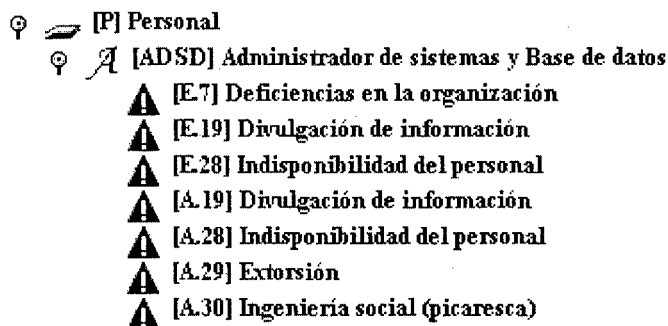 [P] Personal
[ADSD] Administrador de sistemas y Base de datos
[E.7] Deficiencias en la organización
[E.19] Divulgación de información
[E.28] Indisponibilidad del personal
[A.19] Divulgación de información
[A.28] Indisponibilidad del personal
[A.29] Extorsión
[A.30] Ingeniería social (picaresca)